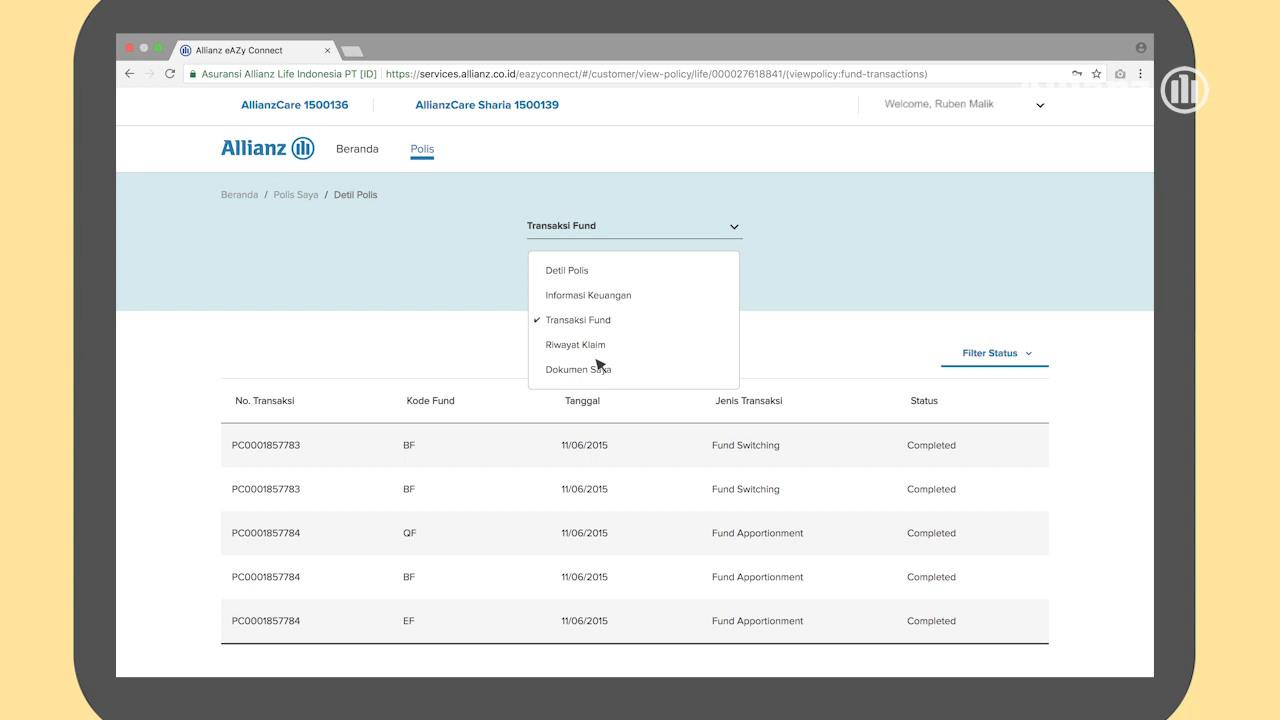 Allianz eAZy Connect
Asuransi Allianz Life Indonesia PT [ID] https://services.allianz.co.id/eazyconnect/#/customer/view-policy/life/000027618841/(viewpolicy:fund-transactions)
AllianzCare 1500136 AllianzCare Sharia 1500139 Welcome, Ruben Malik
Allianz Beranda Polis
Beranda / Polis Saya / Detil Polis
Transaksi Fund
Detil Polis
Informasi Keuangan
✔ Transaksi Fund
Riwayat Klaim
Dokumen Saya
Filter Status
No. Transaksi Kode Fund Tanggal Jenis Transaksi Status
PC0001857783 BF 11/06/2015 Fund Switching Completed
PC0001857783 BF 11/06/2015 Fund Switching Completed
PC0001857784 QF 11/06/2015 Fund Apportionment Completed
PC0001857784 BF 11/06/2015 Fund Apportionment Completed
PC0001857784 EF 11/06/2015 Fund Apportionment Completed